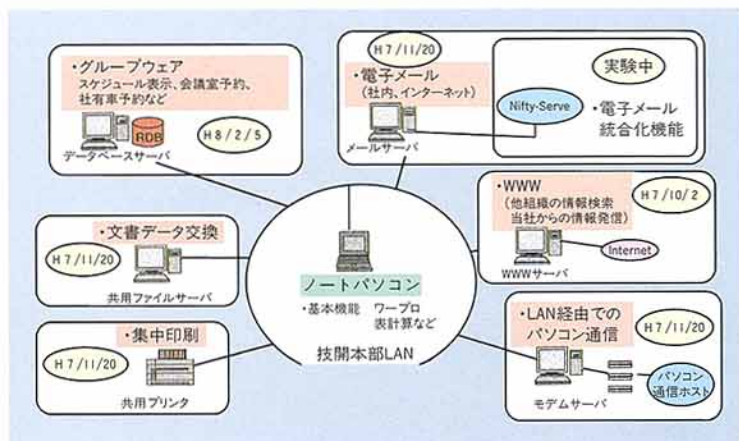 ・グループウェア
スケジュール表示、会議室予約、
社有車予約など
RDB
H 8 / 2 / 5
データベースサーバ
H 7 /11/20
・電子メール
(社内、インターネット)
メールサーバ
Nifty-Serve
実験中
・電子メール
統合化機能
・文書データ交換
H 7 /11/20
共用ファイルサーバ
・WWW
(他組織の情報検索
当社からの情報発信)
H 7 /10/ 2
WWWサーバ
Internet
ノートパソコン
・基本機能 ワープロ
表計算など
技開本部LAN
・集中印刷
H 7 /11/20
共用プリンタ
・LAN経由での
パソコン通信
H 7 /11/20
モデムサーバ
パソコン
通信ホスト